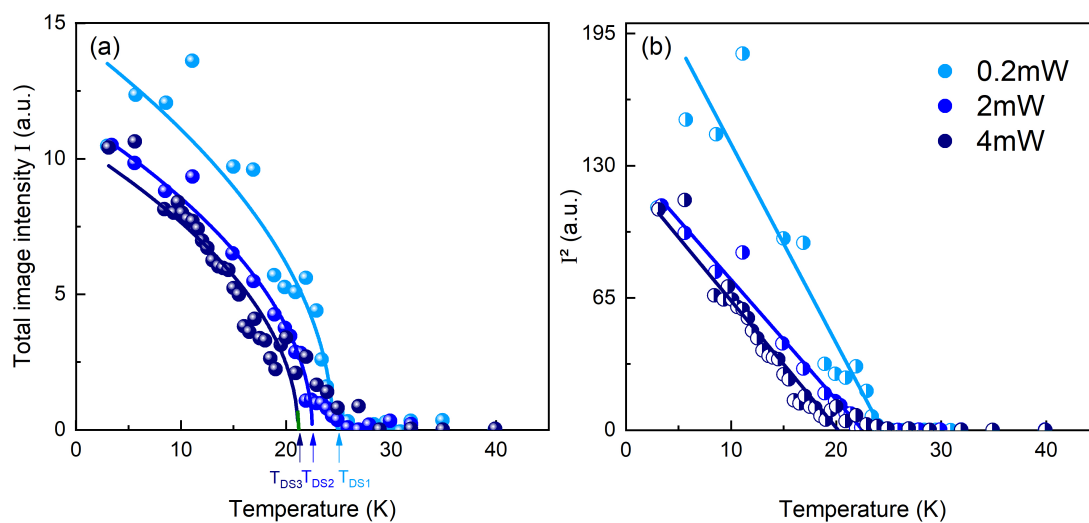 (a)
15
10
5
0
Total image intensity I (a.u.)
0 10 20 30 40
T_DS3 T_DS2 T_DS1
Temperature (K)
(b)
195
130
65
0
I² (a.u.)
0.2mW
2mW
4mW
0 10 20 30 40
Temperature (K)